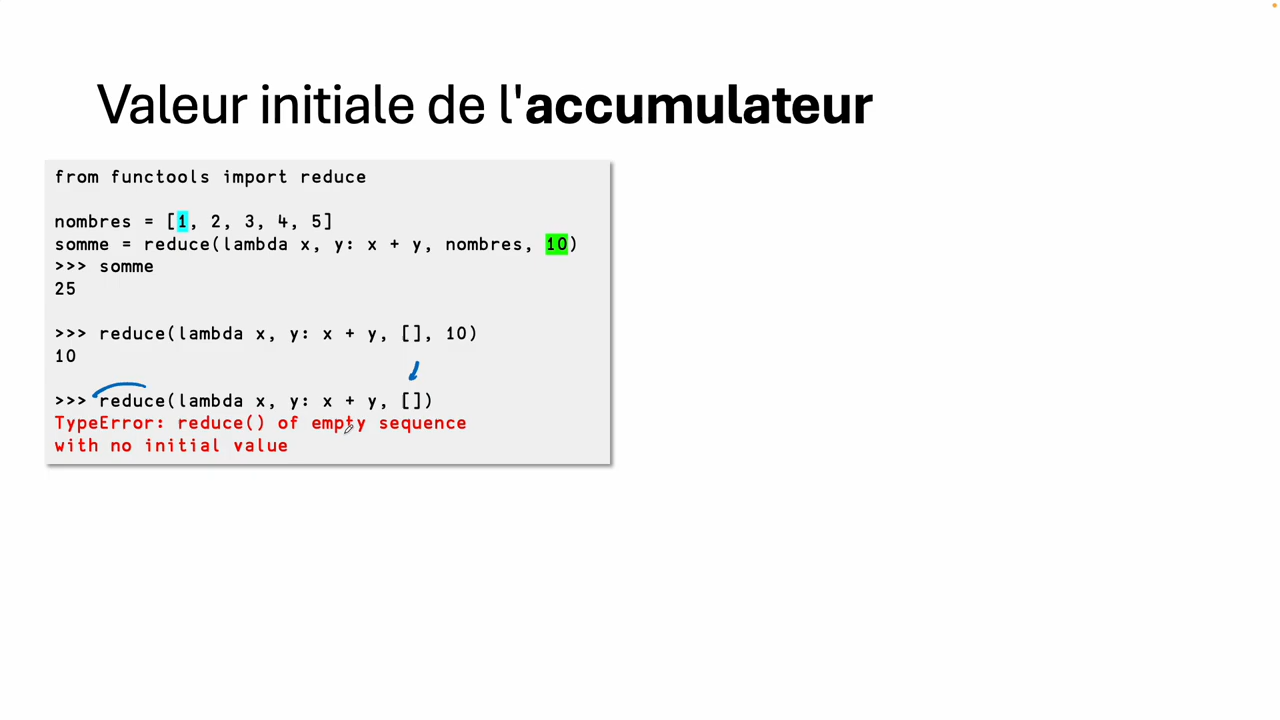 Valeur initiale de l'accumulateur
from functools import reduce
nombres = [1, 2, 3, 4, 5]
somme = reduce(lambda x, y: x + y, nombres, 10)
>>> somme
25
>>> reduce(lambda x, y: x + y, [], 10)
10
>>> reduce(lambda x, y: x + y, [])
TypeError: reduce() of empty sequence
with no initial value